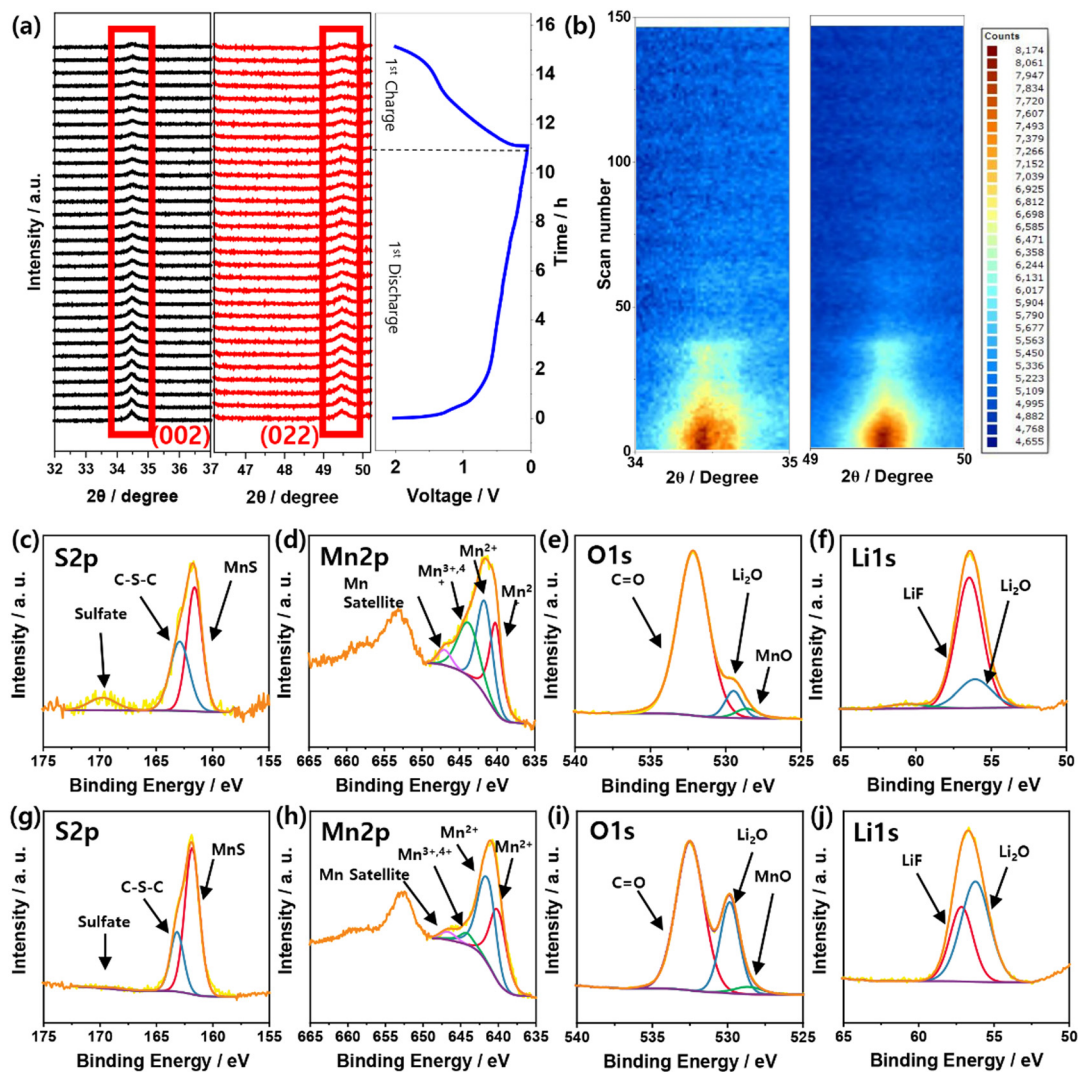 (a)
Intensity / a.u.
(002)
(022)
32 33 34 35 36 37
47 48 49 50
2θ / degree
2θ / degree
1st Charge
1st Discharge
16
14
12
10
8
6
4
2
0
Time / h
2 1 0
Voltage / V
(b)
Scan number
150
100
50
0
34 35
49 50
2θ / Degree
2θ / Degree
Counts
8,174
8,061
7,947
7,834
7,720
7,607
7,493
7,379
7,266
7,152
7,039
6,925
6,812
6,698
6,585
6,471
6,358
6,244
6,131
6,017
5,904
5,790
5,677
5,563
5,450
5,336
5,223
5,109
4,995
4,882
4,768
4,655
(c)
S2p
C-S-C
MnS
Sulfate
Intensity / a. u.
175 170 165 160 155
Binding Energy / eV
(d)
Mn2p
Mn2+
Mn3+,4
+
Mn2
+
Mn
Satellite
Intensity / a. u.
650 645 640 635
Binding Energy / eV
(e)
O1s
C=O
Li2O
MnO
Intensity / a. u.
540 535 530 525
Binding Energy / eV
(f)
Li1s
LiF
Li2O
Intensity / a. u.
65 60 55 50
Binding Energy / eV
(g)
S2p
MnS
C-S-C
Sulfate
Intensity / a. u.
175 170 165 160 155
Binding Energy / eV
(h)
Mn2p
Mn2+
Mn3+,4+
Mn2+
Mn Satellite
Intensity / a. u.
650 645 640 635
Binding Energy / eV
(i)
O1s
Li2O
C=O
MnO
Intensity / a. u.
540 535 530 525
Binding Energy / eV
(j)
Li1s
LiF
Li2O
Intensity / a. u.
65 60 55 50
Binding Energy / eV